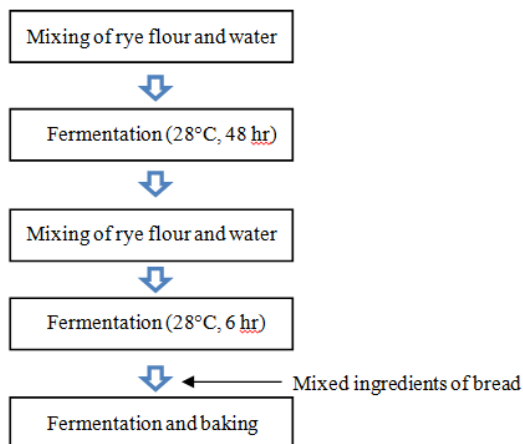 Mixing of rye flour and water
Fermentation (28°C, 48 hr)
Mixing of rye flour and water
Fermentation (28°C, 6 hr)
Mixed ingredients of bread
Fermentation and baking